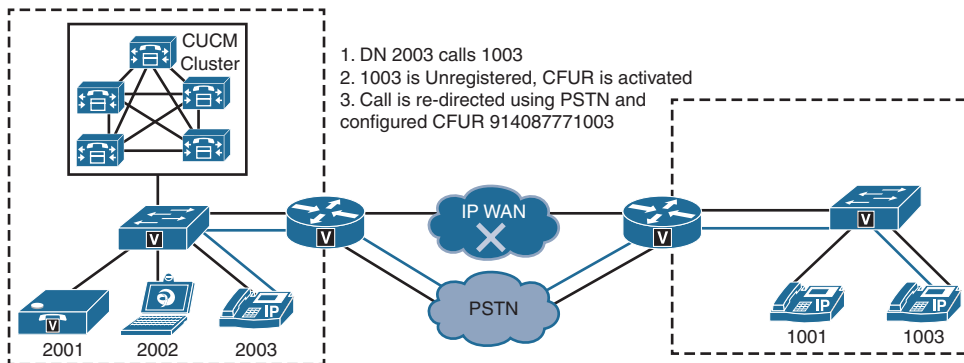 CUCM
Cluster
1. DN 2003 calls 1003
2. 1003 is Unregistered, CFUR is activated
3. Call is re-directed using PSTN and
configured CFUR 914087771003
V
V
IP WAN
V
V
PSTN
V
IP
IP
IP
2001
2002
2003
1001
1003